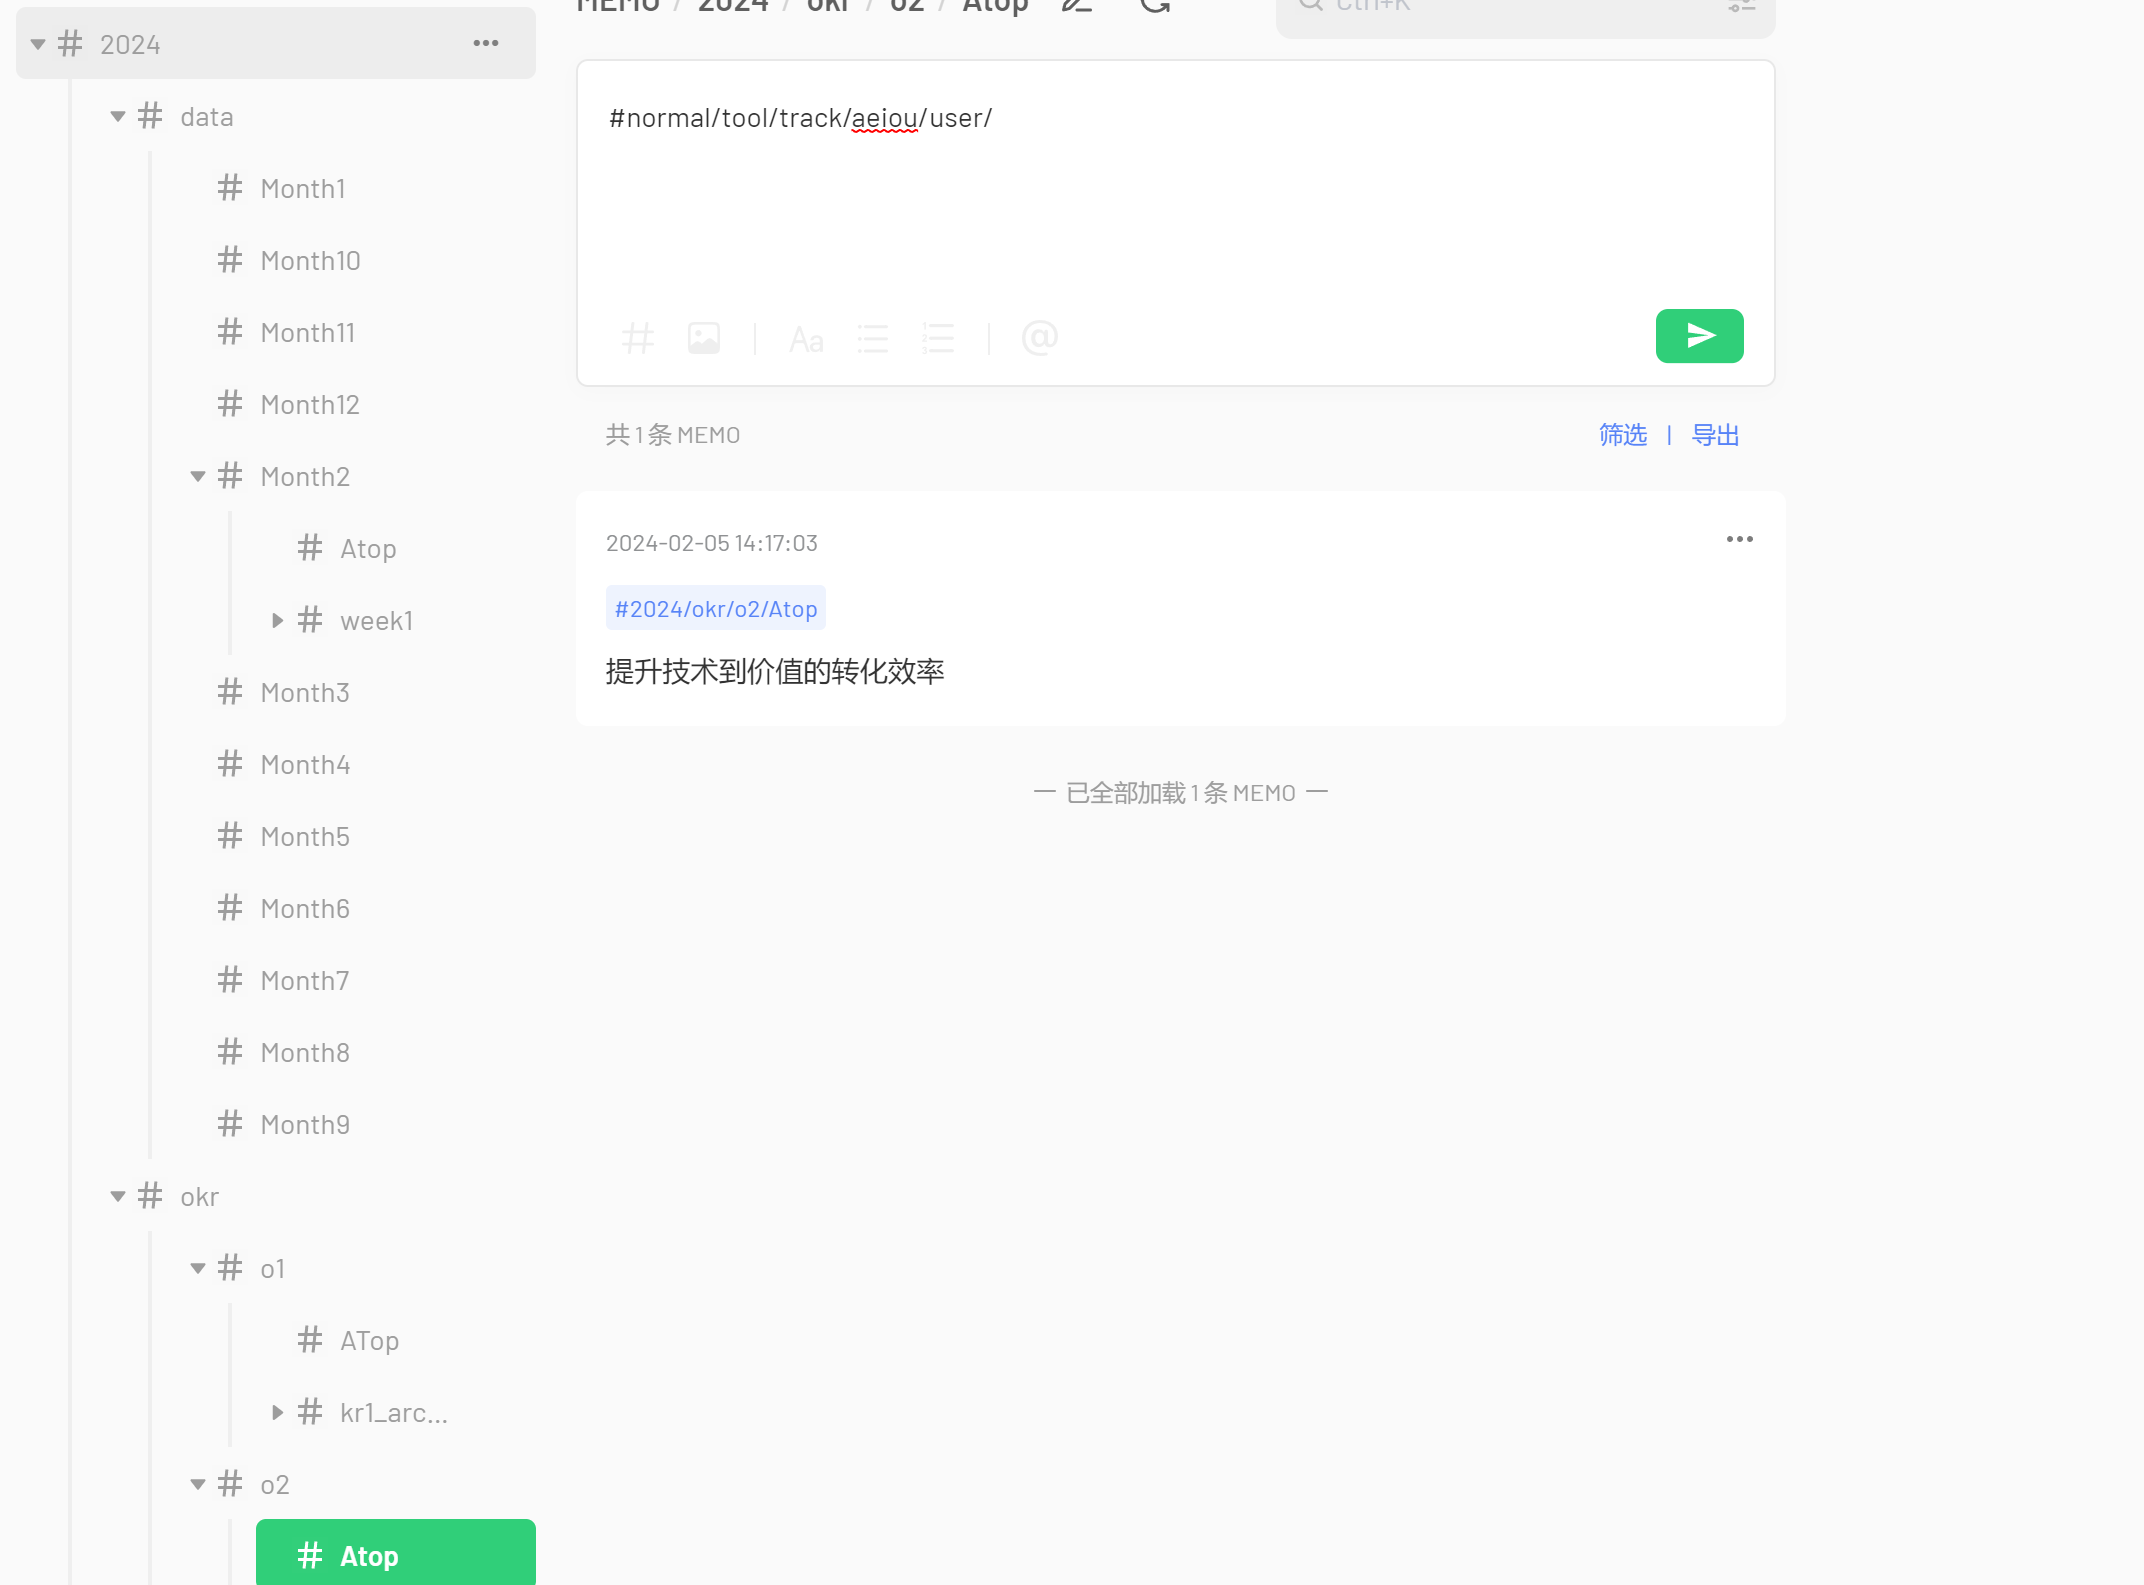 2024
data
Month1
Month10
Month11
Month12
Month2
Atop
week1
Month3
Month4
Month5
Month6
Month7
Month8
Month9
okr
o1
ATop
kr1_arc...
o2
Atop
MEMO / 2024 / okr / o2 / Atop
Ctrl+K
#normal/tool/track/aeiou/user/
Aa
共 1 条 MEMO
筛选 | 导出
2024-02-05 14:17:03
#2024/okr/o2/Atop
提升技术到价值的转化效率
— 已全部加载 1 条 MEMO —